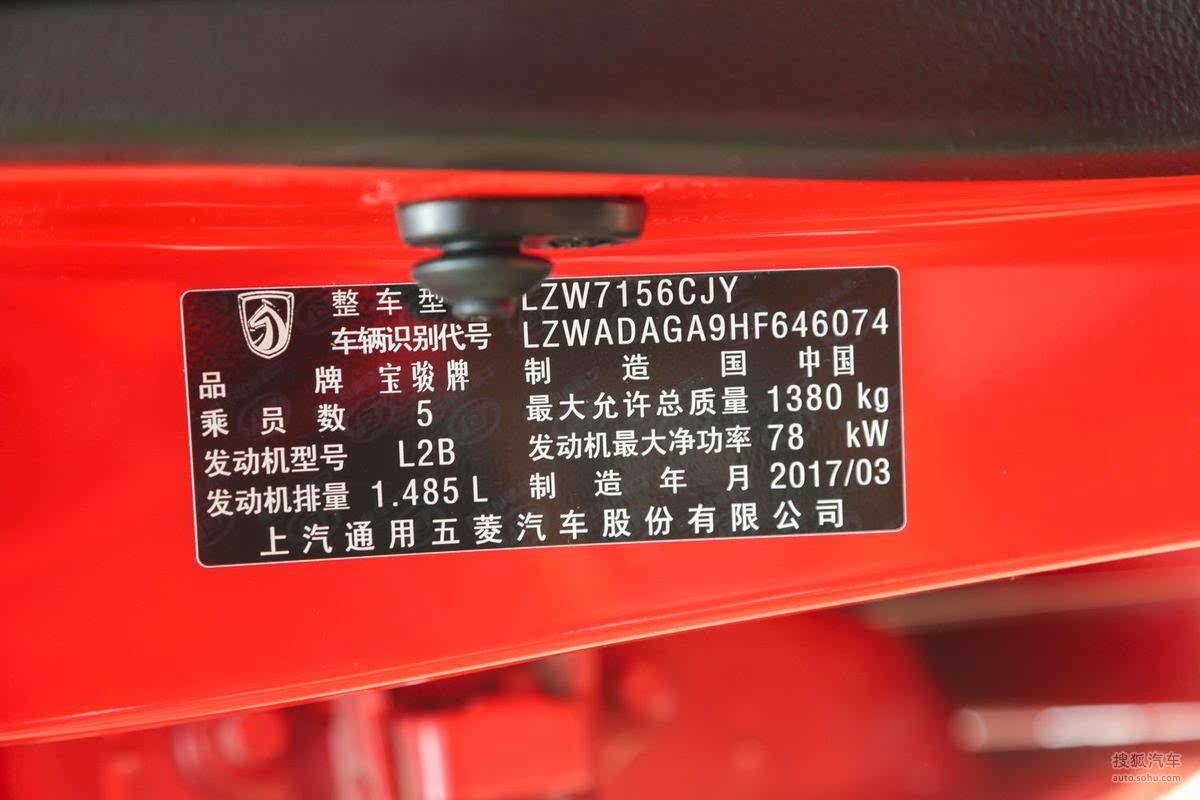 整车型 LZW7156CJY
车辆识别代号 LZWADAGA9HF646074
品牌 宝骏牌 制造国 中国
乘员数 5 最大允许总质量 1380 kg
发动机型号 L2B 发动机最大净功率 78 kW
发动机排量 1.485 L 制造年月 2017/03
上汽通用五菱汽车股份有限公司
搜狐汽车
auto.sohu.com